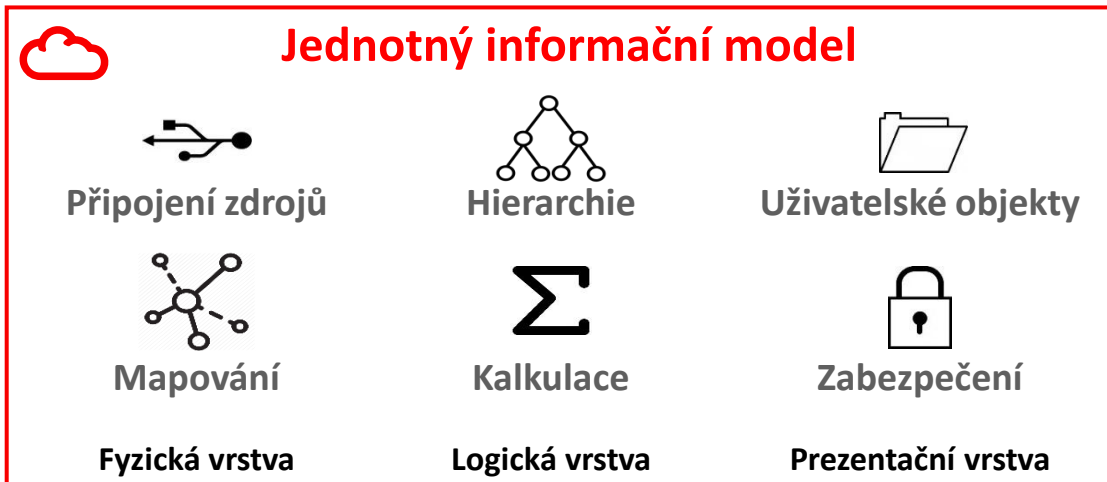 Jednotný informační model
Připojení zdrojů
Hierarchie
Uživatelské objekty
Mapování
Kalkulace
Zabezpečení
Fyzická vrstva
Logická vrstva
Prezentační vrstva